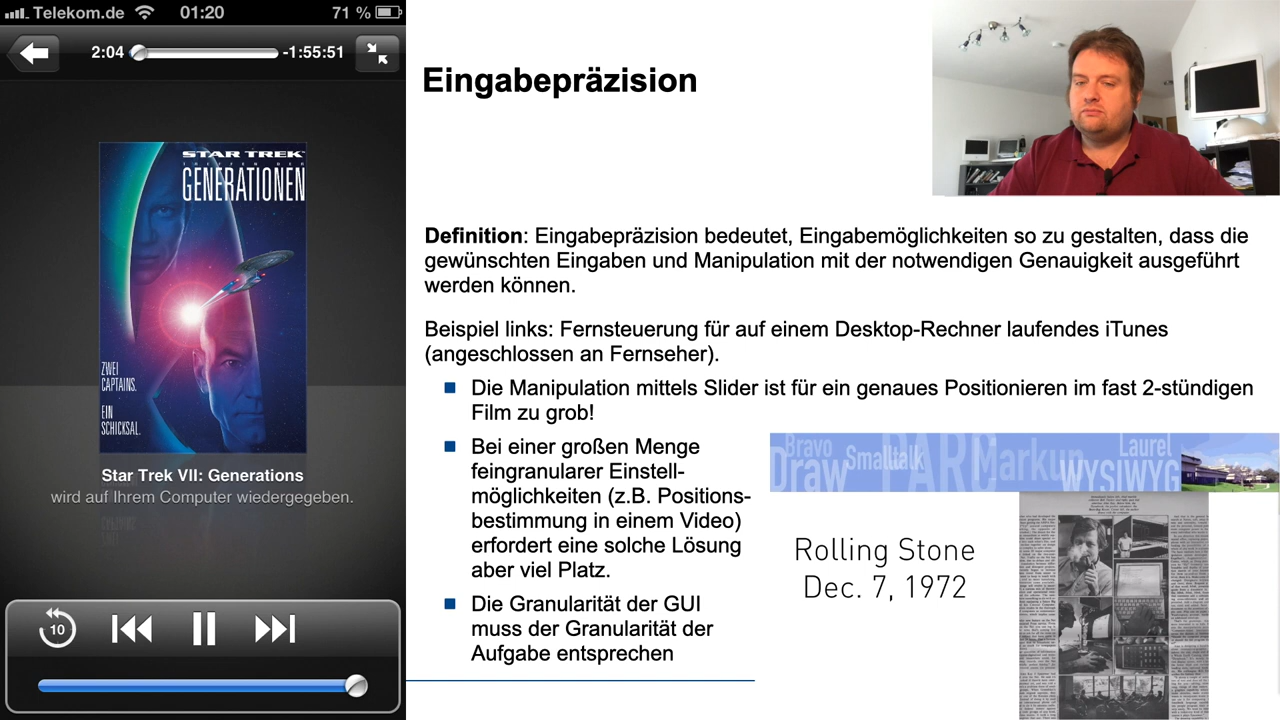 Telekom.de
01:20
71 %
2:04
-1:55:51
STAR TREK
TREFFEN DER
GENERATIONEN
ZWEI
CAPTAINS.
EIN
SCHICKSAL.
Star Trek VII: Generations
wird auf Ihrem Computer wiedergegeben.
10
Eingabepräzision
Definition: Eingabepräzision bedeutet, Eingabemöglichkeiten so zu gestalten, dass die
gewünschten Eingaben und Manipulation mit der notwendigen Genauigkeit ausgeführt
werden können.
Beispiel links: Fernsteuerung für auf einem Desktop-Rechner laufendes iTunes
(angeschlossen an Fernseher).
Die Manipulation mittels Slider ist für ein genaues Positionieren im fast 2-stündigen
Film zu grob!
Bei einer großen Menge
feingranularer Einstell-
möglichkeiten (z.B. Positions-
bestimmung in einem Video)
erfordert eine solche Lösung
aber viel Platz.
Die Granularität der GUI
muss der Granularität der
Aufgabe entsprechen
Bravo
Draw
Smalltalk
PARC
Markup
Laurel
WYSIWYG
Rolling Stone
Dec. 7, 1972